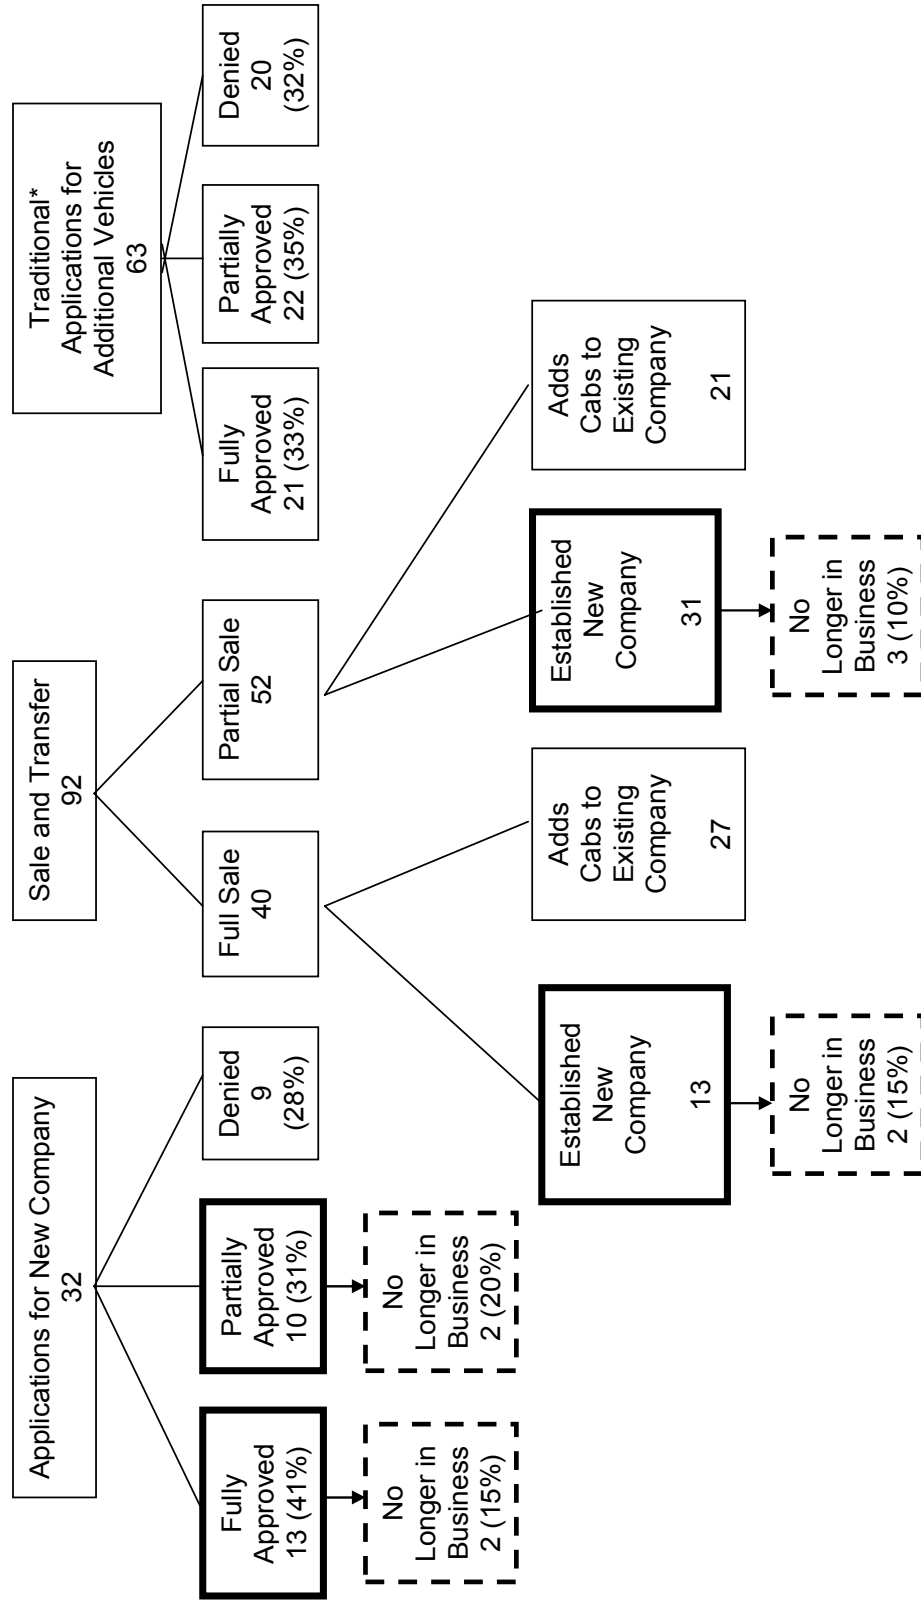 Applications for New Company
32
Fully
Approved
13 (41%)
No
Longer in
Business
2 (15%)
Partially
Approved
10 (31%)
No
Longer in
Business
2 (20%)
Denied
9
(28%)
Sale and Transfer
92
Full Sale
40
Established
New
Company
13
No
Longer in
Business
2 (15%)
Adds
Cabs to
Existing
Company
27
Partial Sale
52
Established
New
Company
31
No
Longer in
Business
3 (10%)
Adds
Cabs to
Existing
Company
21
Traditional*
Applications for
Additional Vehicles
63
Fully
Approved
21 (33%)
Partially
Approved
22 (35%)
Denied
20
(32%)